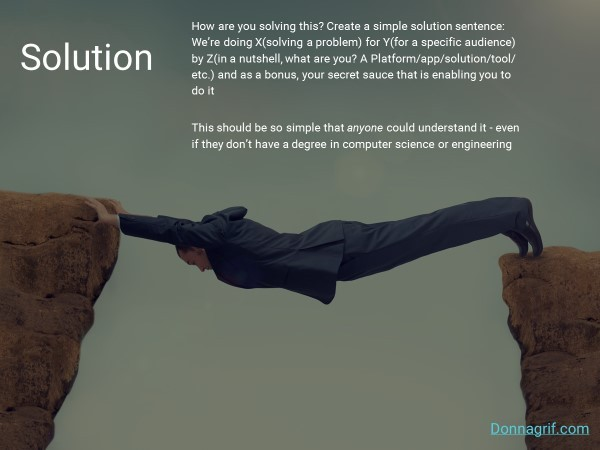 Solution
How are you solving this? Create a simple solution sentence:
We're doing X(solving a problem) for Y(for a specific audience)
by Z(in a nutshell, what are you? A Platform/app/solution/tool/
etc.) and as a bonus, your secret sauce that is enabling you to
do it
This should be so simple that anyone could understand it - even
if they don't have a degree in computer science or engineering
Donnagrif.com